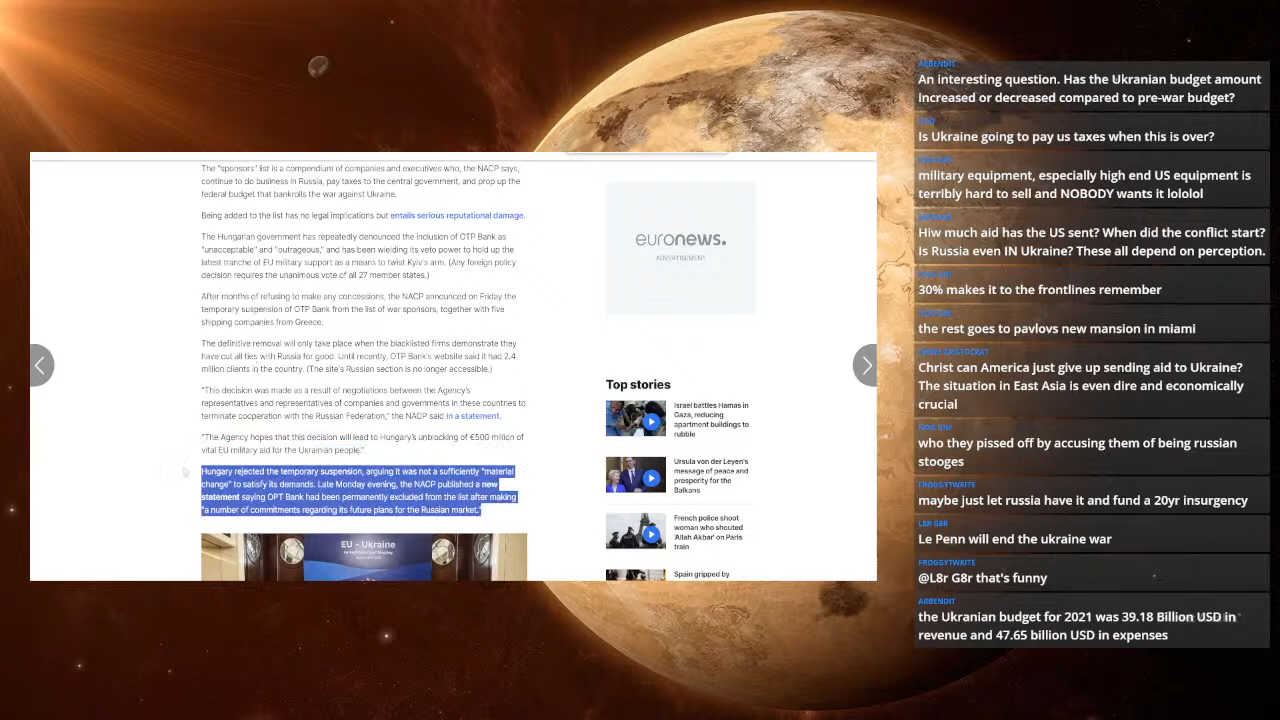 The "sponsors" list is a compendium of companies and executives who, the NACP says,
continue to do business in Russia, pay taxes to the central government, and prop up the
federal budget that bankrolls the war against Ukraine.
Being added to the list has no legal implications but entails serious reputational damage.
The Hungarian government has repeatedly denounced the inclusion of OTP Bank as
"unacceptable" and "outrageous," and has been wielding its veto power to hold up the
latest tranche of EU military support as a means to twist Kyiv's arm. (Any foreign policy
decision requires the unanimous vote of all 27 member states.)
After months of refusing to make any concessions, the NACP announced on Friday the
temporary suspension of OTP Bank from the list of war sponsors, together with five
shipping companies from Greece.
The definitive removal will only take place when the blacklisted firms demonstrate they
have cut all ties with Russia for good. Until recently, OTP Bank's website said it had 2.4
million clients in the country. (The site's Russian section is no longer accessible.)
"This decision was made as a result of negotiations between the Agency's
representatives and representatives of companies and governments in these countries to
terminate cooperation with the Russian Federation," the NACP said in a statement.
"The Agency hopes that this decision will lead to Hungary's unblocking of €500 million of
vital EU military aid for the Ukrainian people.".
Hungary rejected the temporary suspension, arguing it was not a sufficiently "material
change" to satisfy its demands. Late Monday evening, the NACP published a new
statement saying OPT Bank had been permanently excluded from the list after making
"a number of commitments regarding its future plans for the Russian market."
EU - Ukraine
euronews.
ADVERTISEMENT
Top stories
Israel battles Hamas in
Gaza, reducing
apartment buildings to
rubble
Ursula von der Leyen's
message of peace and
prosperity for the
Balkans
French police shoot
woman who shouted
'Allah Akbar' on Paris
train
Spain gripped by
ARBENDIT
An interesting question. Has the Ukranian budget amount
increased or decreased compared to pre-war budget?
Is Ukraine going to pay us taxes when this is over?
military equipment, especially high end US equipment is
terribly hard to sell and NOBODY wants it lololol
Hiw much aid has the US sent? When did the conflict start?
Is Russia even IN Ukraine? These all depend on perception.
30% makes it to the frontlines remember
the rest goes to pavlovs new mansion in miami
ARISTOCRAT
Christ can America just give up sending aid to Ukraine?
The situation in East Asia is even dire and economically
crucial
who they pissed off by accusing them of being russian
stooges
FROGGYTWRITE
maybe just let russia have it and fund a 20yr insurgency
L8R G8R
Le Penn will end the ukraine war
FROGGYTWRITE
@L8r G8r that's funny
ARBENDIT
the Ukranian budget for 2021 was 39.18 Billion USD in
revenue and 47.65 billion USD in expenses